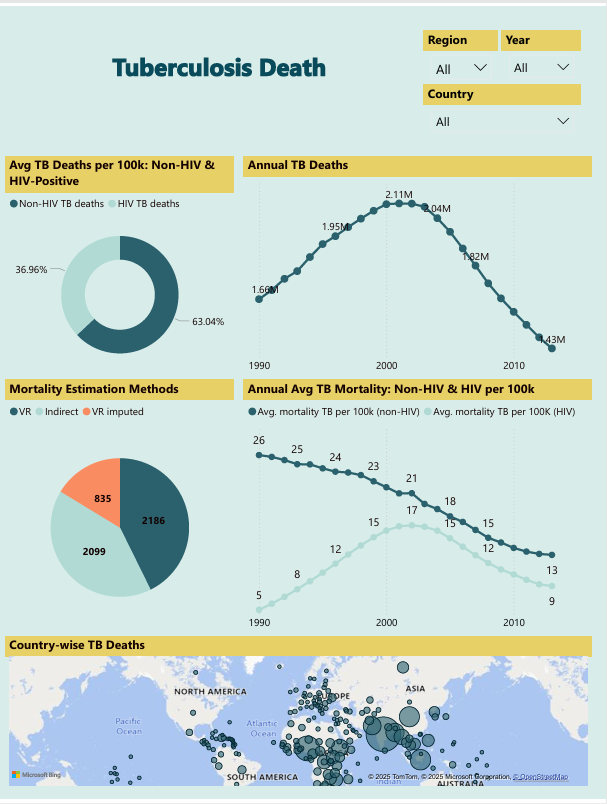 Tuberculosis Death
Region
All
Year
All
Country
All
Avg TB Deaths per 100k: Non-HIV &
HIV-Positive
Non-HIV TB deaths HIV TB deaths
36.96%
63.04%
Annual TB Deaths
2.11M
2.04M
1.95M
1.82M
1.66M
1.43M
1990 2000 2010
Mortality Estimation Methods
VR Indirect VR imputed
835
2186
2099
Annual Avg TB Mortality: Non-HIV & HIV per 100k
Avg. mortality TB per 100k (non-HIV) Avg. mortality TB per 100K (HIV)
26
25
24
23
21
18
15
13
17
15
15
12
12
8
5
9
1990 2000 2010
Country-wise TB Deaths
NORTH AMERICA
ASIA
Pacific
Ocean
Atlantic
Ocean
SOUTH AMERICA
Microsoft Bing
© 2025 TomTom, © 2025 Microsoft Corporation, © OpenStreetMap
Indian